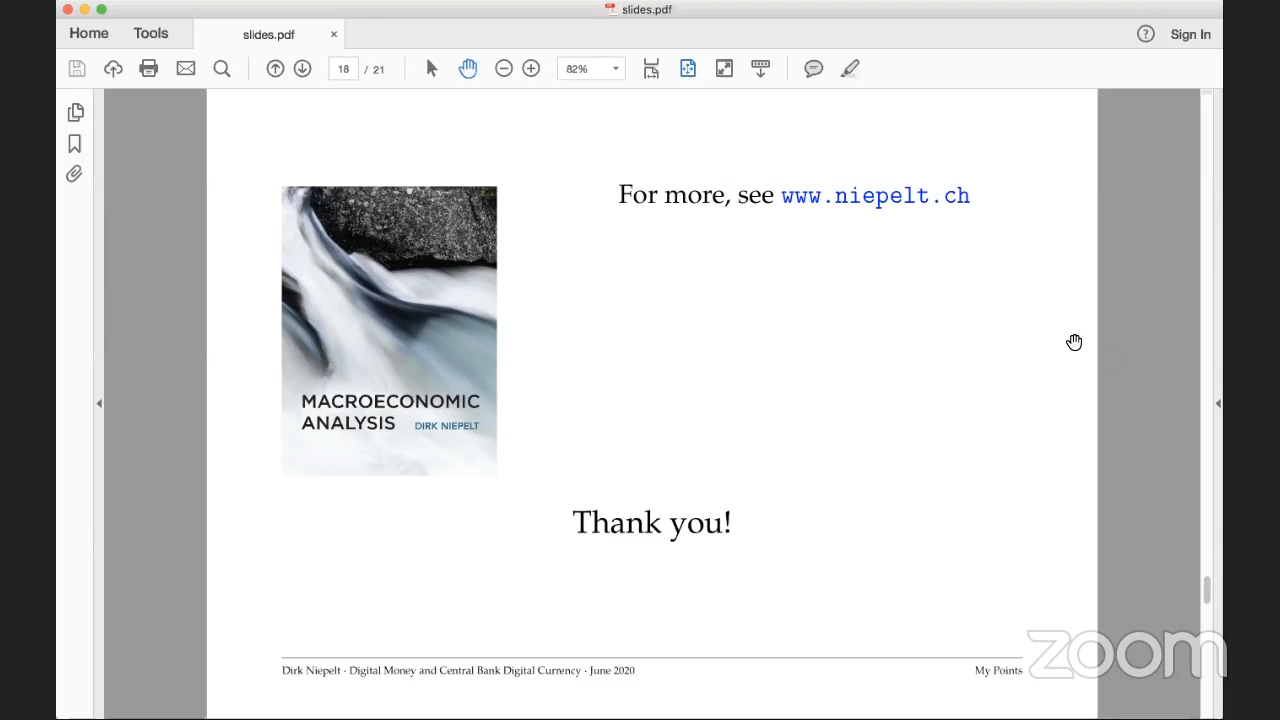 slides.pdf
Home
Tools
slides.pdf
Sign In
18 / 21
82%
For more, see www.niepelt.ch
MACROECONOMIC
ANALYSIS DIRK NIEPELT
Thank you!
Dirk Niepelt · Digital Money and Central Bank Digital Currency · June 2020
My Points
zoom